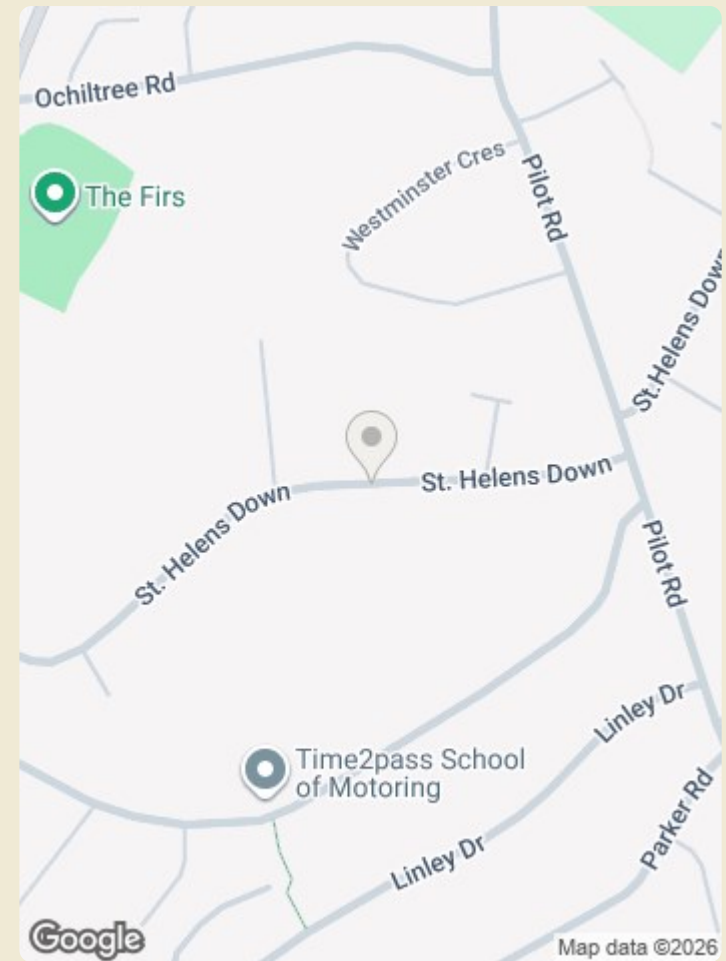 Ochiltree Rd
The Firs
Westminster Cres
Pilot Rd
St. Helens Down
St. Helens Down
St. Helens Down
Pilot Rd
Linley Dr
Time2pass School
of Motoring
Parker Rd
Linley Dr
Google
Map data ©2026